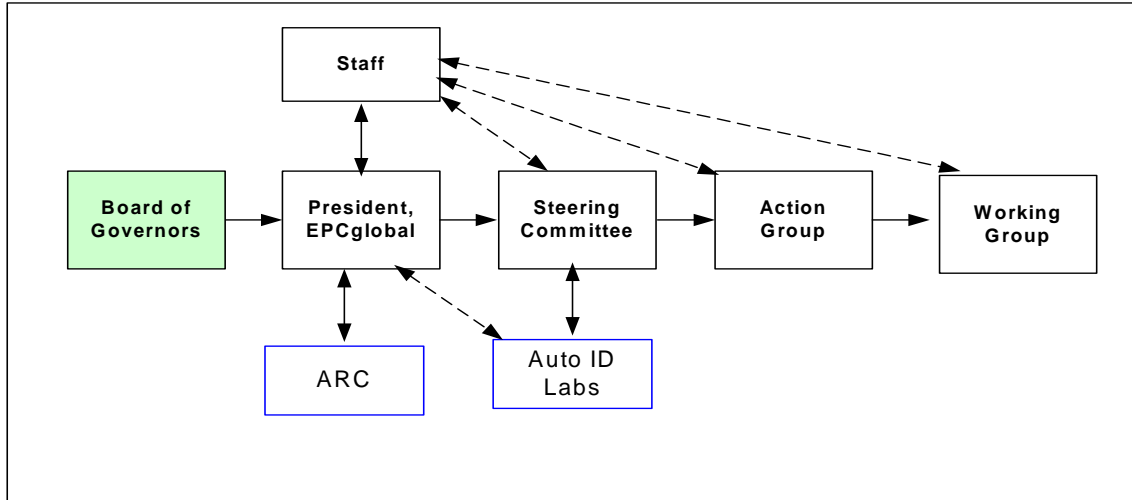 Staff
Board of
Governors
President,
EPCglobal
Steering
Committee
Action
Group
Working
Group
ARC
Auto ID
Labs